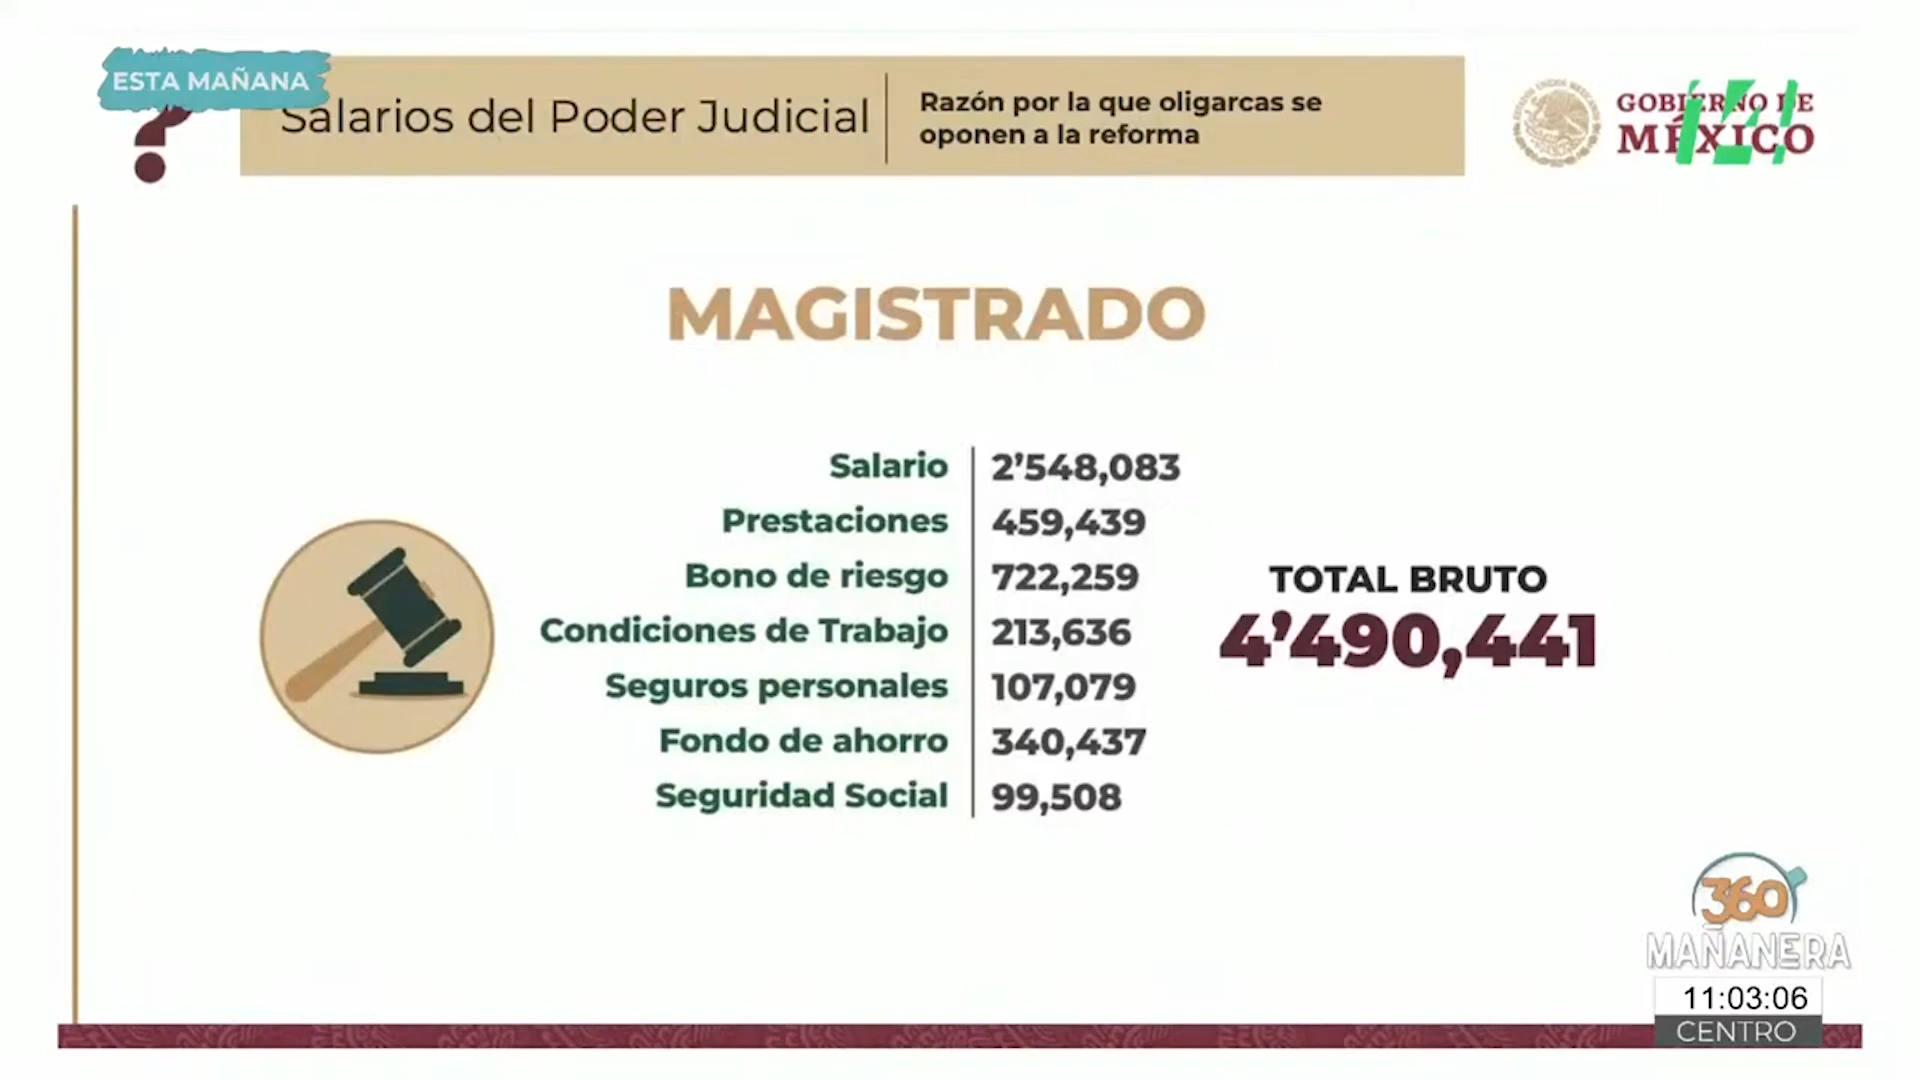 ESTA MAÑANA
?
Salarios del Poder Judicial
Razón por la que oligarcas se
oponen a la reforma
GOBIERNO DE
MÉXICO
MAGISTRADO
Salario 2’548,083
Prestaciones 459,439
Bono de riesgo 722,259
Condiciones de Trabajo 213,636
Seguros personales 107,079
Fondo de ahorro 340,437
Seguridad Social 99,508
TOTAL BRUTO
4’490,441
360
MAÑANERA
11:03:06
CENTRO